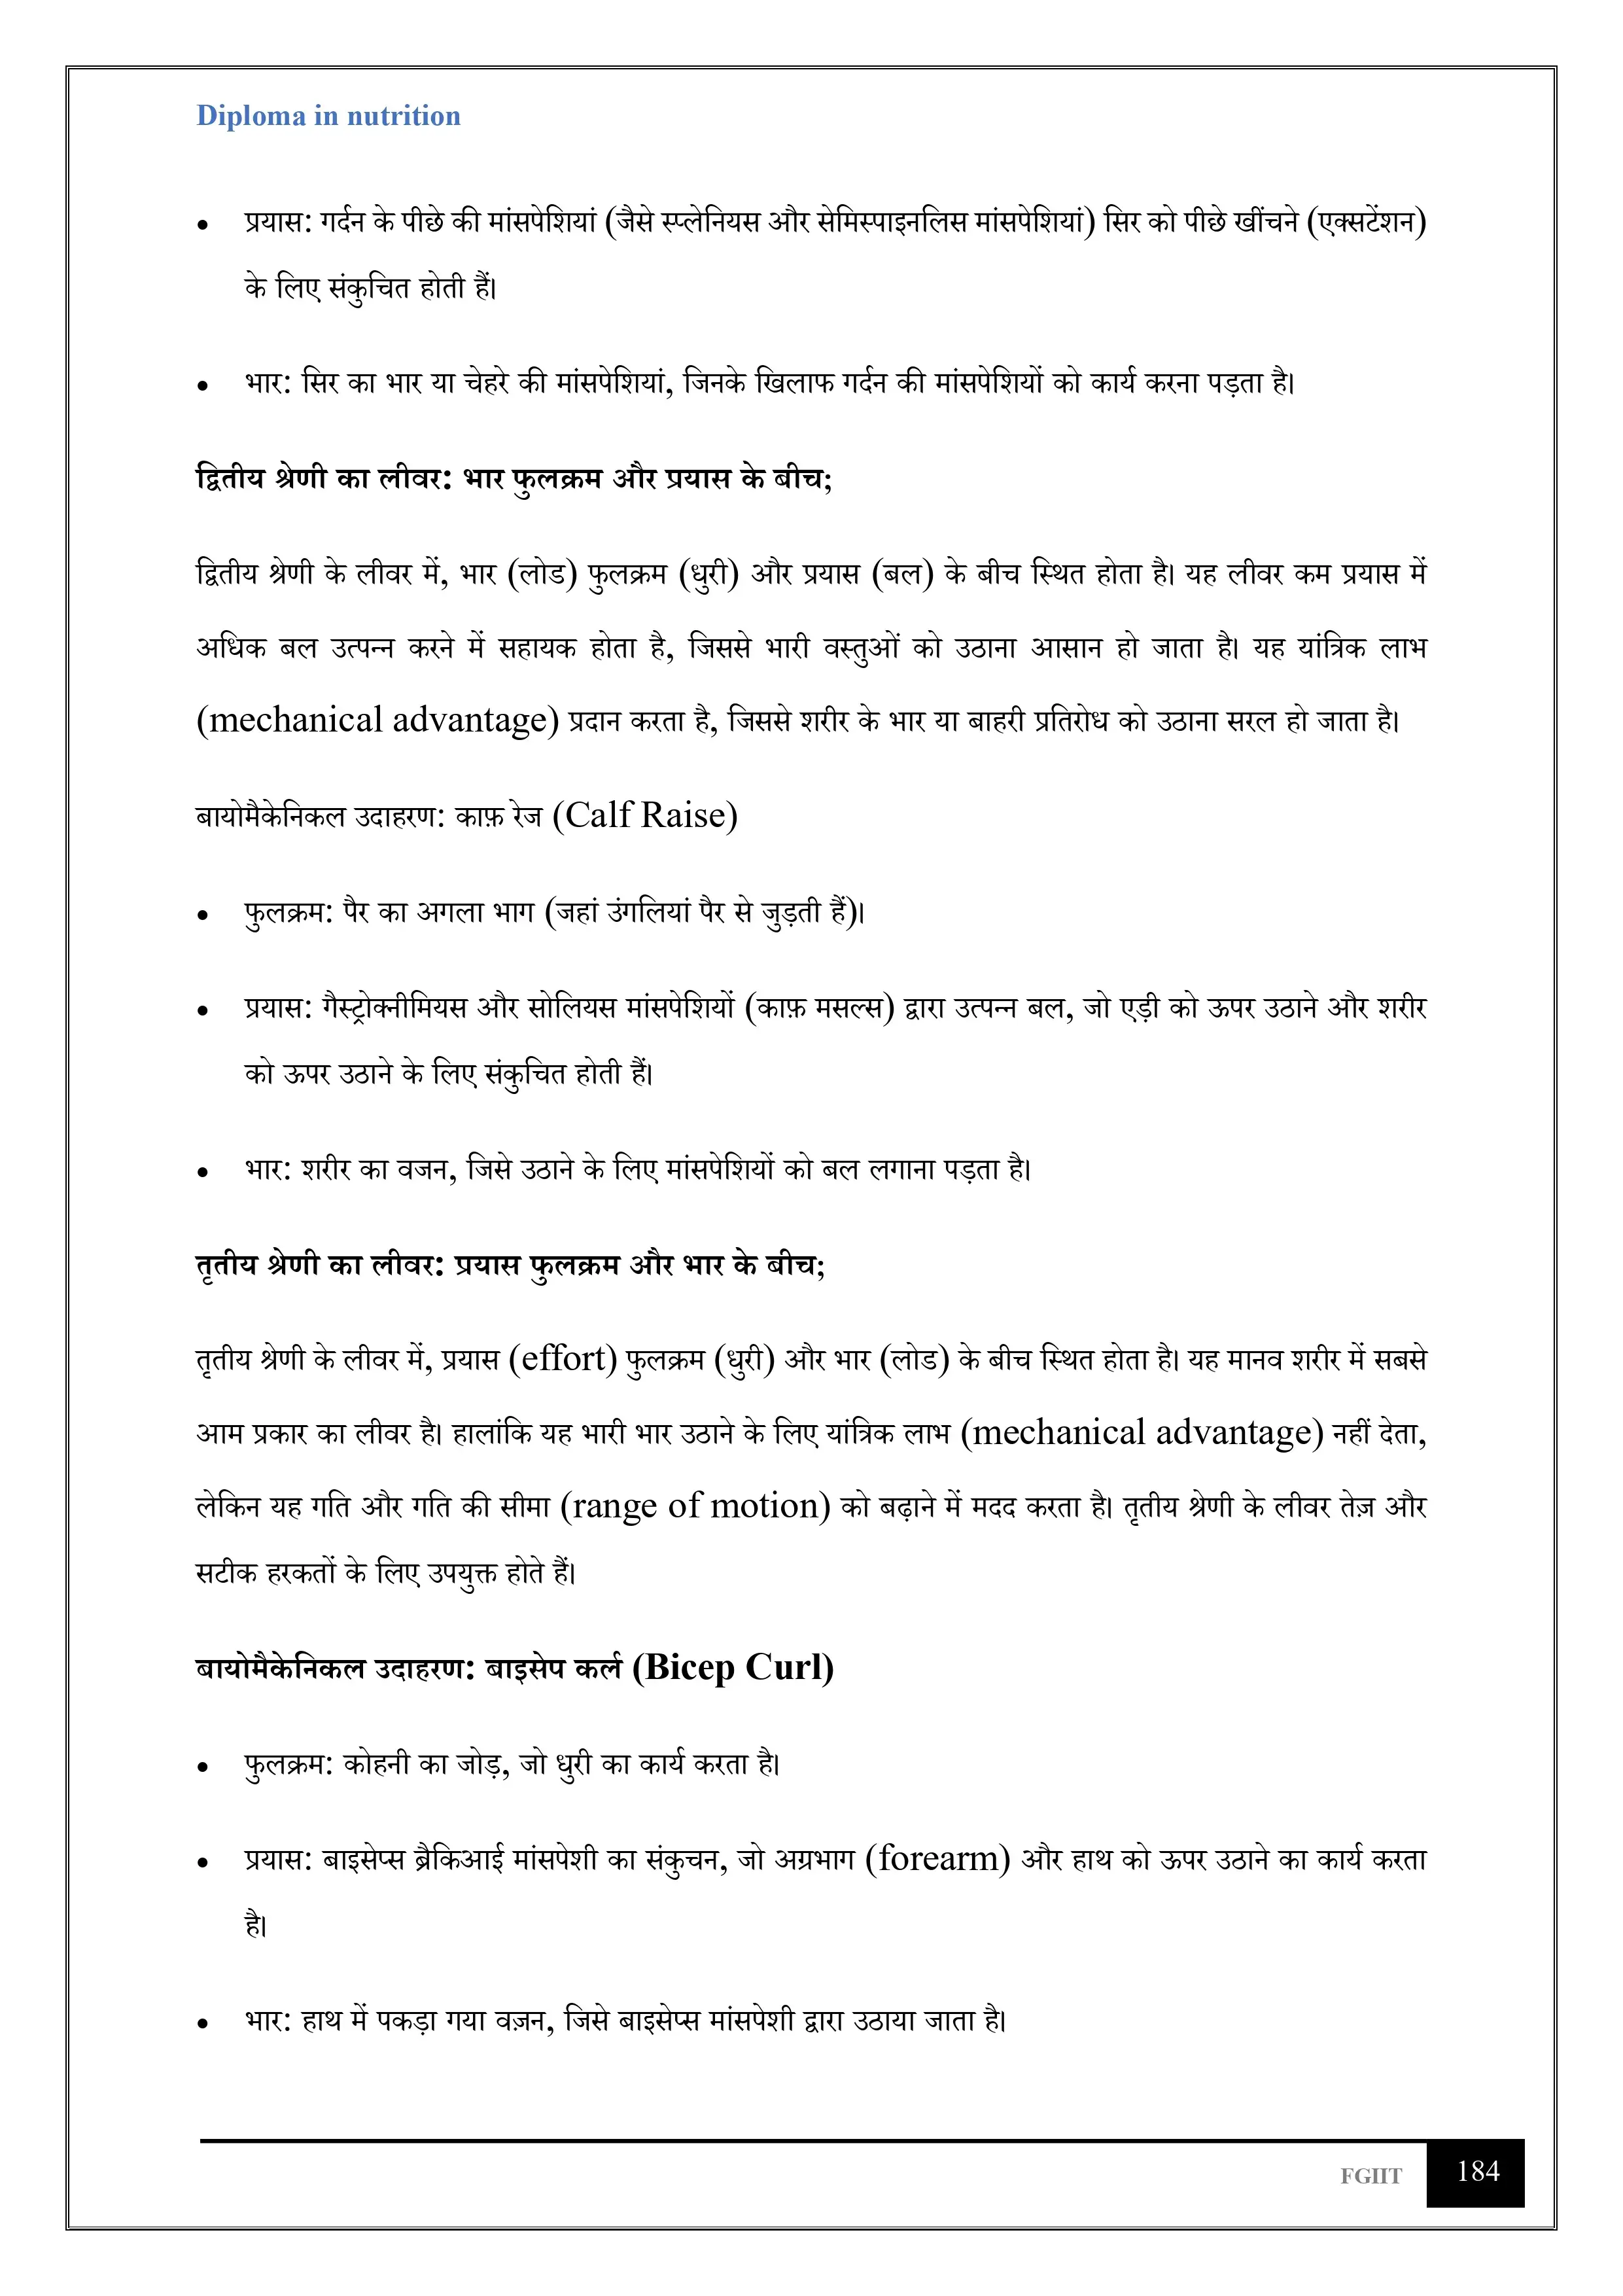 Diploma in nutrition
• प्रयास: गर्दन के पीछे की मांसपेशियां (जैसे स्प्लेनियस और सेमिस्पाइनलिस मांसपेशियां) सिर को पीछे खींचने (एक्सटेंशन)
के लिए संकुचित होती हैं।
• भार: सिर का भार या चेहरे की मांसपेशियां, जिनके खिलाफ गर्दन की मांसपेशियों को कार्य करना पड़ता है।
द्वितीय श्रेणी का लीवर: भार फुलक्रम और प्रयास के बीच;
द्वितीय श्रेणी के लीवर में, भार (लोड) फुलक्रम (धुरी) और प्रयास (बल) के बीच स्थित होता है। यह लीवर कम प्रयास में
अधिक बल उत्पन्न करने में सहायक होता है, जिससे भारी वस्तुओं को उठाना आसान हो जाता है। यह यांत्रिक लाभ
(mechanical advantage) प्रदान करता है, जिससे शरीर के भार या बाहरी प्रतिरोध को उठाना सरल हो जाता है।
बायोमैकेनिकल उदाहरण: काफ़ रेज (Calf Raise)
• फुलक्रम: पैर का अगला भाग (जहां उंगलियां पैर से जुड़ती हैं)।
• प्रयास: गैस्ट्रोक्नीमियस और सोलियस मांसपेशियों (काफ़ मसल्स) द्वारा उत्पन्न बल, जो एड़ी को ऊपर उठाने और शरीर
को ऊपर उठाने के लिए संकुचित होती हैं।
• भार: शरीर का वजन, जिसे उठाने के लिए मांसपेशियों को बल लगाना पड़ता है।
तृतीय श्रेणी का लीवर: प्रयास फुलक्रम और भार के बीच;
तृतीय श्रेणी के लीवर में, प्रयास (effort) फुलक्रम (धुरी) और भार (लोड) के बीच स्थित होता है। यह मानव शरीर में सबसे
आम प्रकार का लीवर है। हालांकि यह भारी भार उठाने के लिए यांत्रिक लाभ (mechanical advantage) नहीं देता,
लेकिन यह गति और गति की सीमा (range of motion) को बढ़ाने में मदद करता है। तृतीय श्रेणी के लीवर तेज़ और
सटीक हरकतों के लिए उपयुक्त होते हैं।
बायोमैकेनिकल उदाहरण: बाइसेप कर्ल (Bicep Curl)
• फुलक्रम: कोहनी का जोड़, जो धुरी का कार्य करता है।
• प्रयास: बाइसेप्स ब्रैकिआई मांसपेशी का संकुचन, जो अग्रभाग (forearm) और हाथ को ऊपर उठाने का कार्य करता
है।
• भार: हाथ में पकड़ा गया वज़न, जिसे बाइसेप्स मांसपेशी द्वारा उठाया जाता है।
FGIIT 184